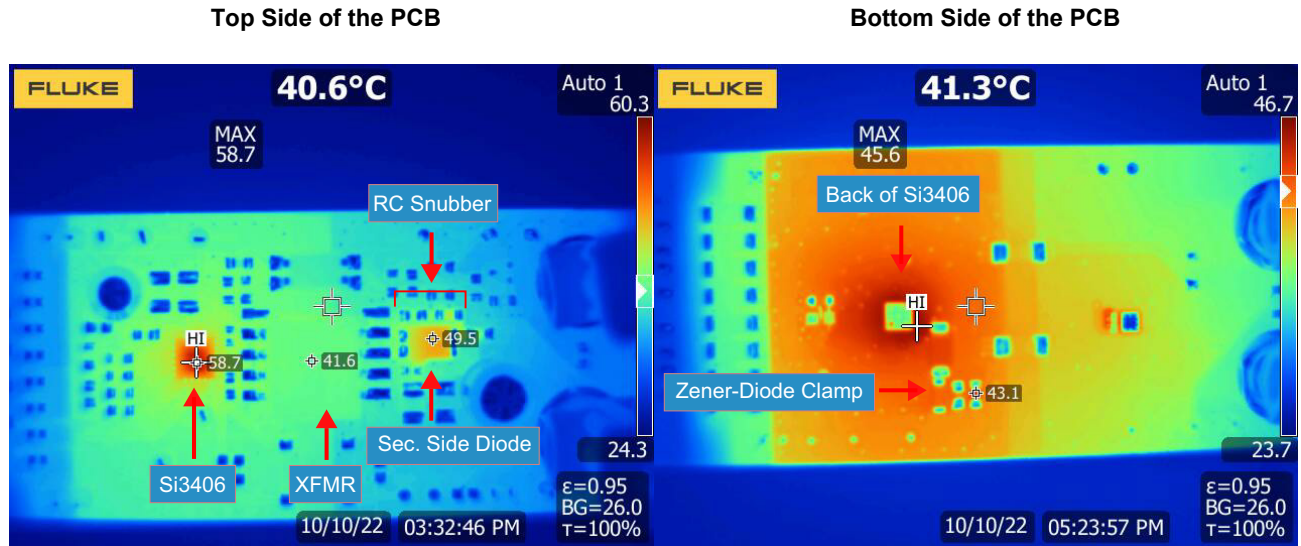 Top Side of the PCB
FLUKE
40.6°C
Auto 1
60.3
MAX
58.7
RC Snubber
HI
58.7
41.6
49.5
Sec. Side Diode
Si3406
XFMR
24.3
ε=0.95
BG=26.0
τ=100%
10/10/22 03:32:46 PM
Bottom Side of the PCB
FLUKE
41.3°C
Auto 1
46.7
MAX
45.6
Back of Si3406
HI
Zener-Diode Clamp
43.1
23.7
ε=0.95
BG=26.0
τ=100%
10/10/22 05:23:57 PM